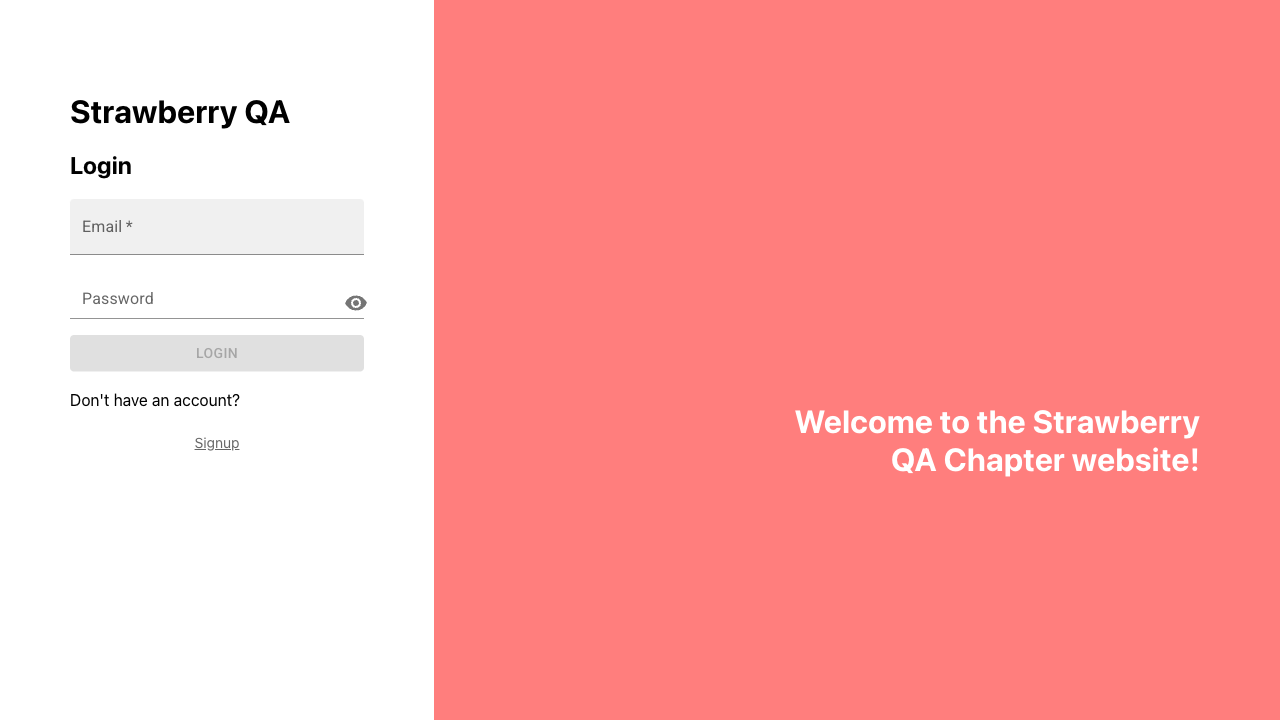 Strawberry QA
Login
Email *
Password
LOGIN
Don't have an account?
Signup
Welcome to the Strawberry
QA Chapter website!